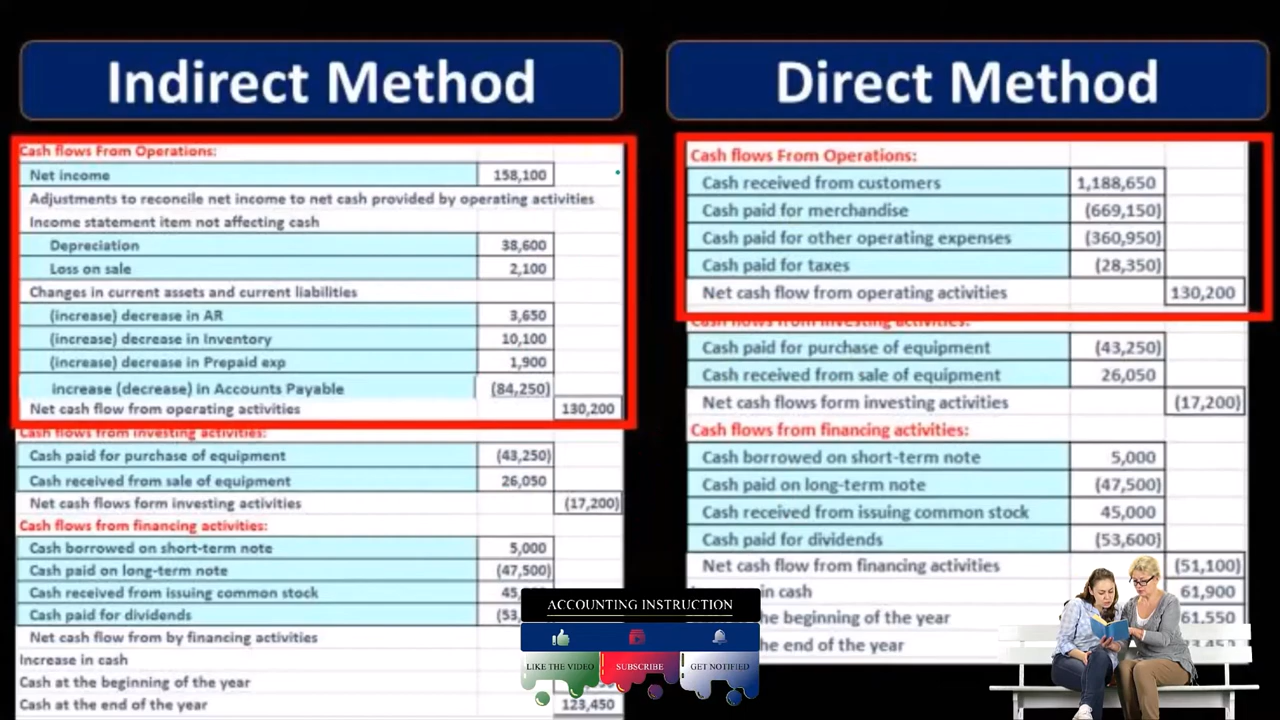 Indirect Method
Cash flows From Operations:
Net income 158,100
Adjustments to reconcile net income to net cash provided by operating activities
Income statement item not affecting cash
Depreciation 38,600
Loss on sale 2,100
Changes in current assets and current liabilities
(increase) decrease in AR 3,650
(increase) decrease in Inventory 10,100
(increase) decrease in Prepaid exp 1,900
increase (decrease) in Accounts Payable (84,250)
Net cash flow from operating activities 130,200
Cash flows from investing activities:
Cash paid for purchase of equipment (43,250)
Cash received from sale of equipment 26,050
Net cash flows form investing activities (17,200)
Cash flows from financing activities:
Cash borrowed on short-term note 5,000
Cash paid on long-term note (47,500)
Cash received from issuing common stock 45,
Cash paid for dividends (53,
Net cash flow from by financing activities
Increase in cash
Cash at the beginning of the year
Cash at the end of the year 123,450
Direct Method
Cash flows From Operations:
Cash received from customers 1,188,650
Cash paid for merchandise (669,150)
Cash paid for other operating expenses (360,950)
Cash paid for taxes (28,350)
Net cash flow from operating activities 130,200
Cash flows from investing activities:
Cash paid for purchase of equipment (43,250)
Cash received from sale of equipment 26,050
Net cash flows form investing activities (17,200)
Cash flows from financing activities:
Cash borrowed on short-term note 5,000
Cash paid on long-term note (47,500)
Cash received from issuing common stock 45,000
Cash paid for dividends (53,600)
Net cash flow from financing activities (51,100)
in cash 61,900
he beginning of the year 61,550
he end of the year
ACCOUNTING INSTRUCTION
LIKE THE VIDEO SUBSCRIBE GET NOTIFIED